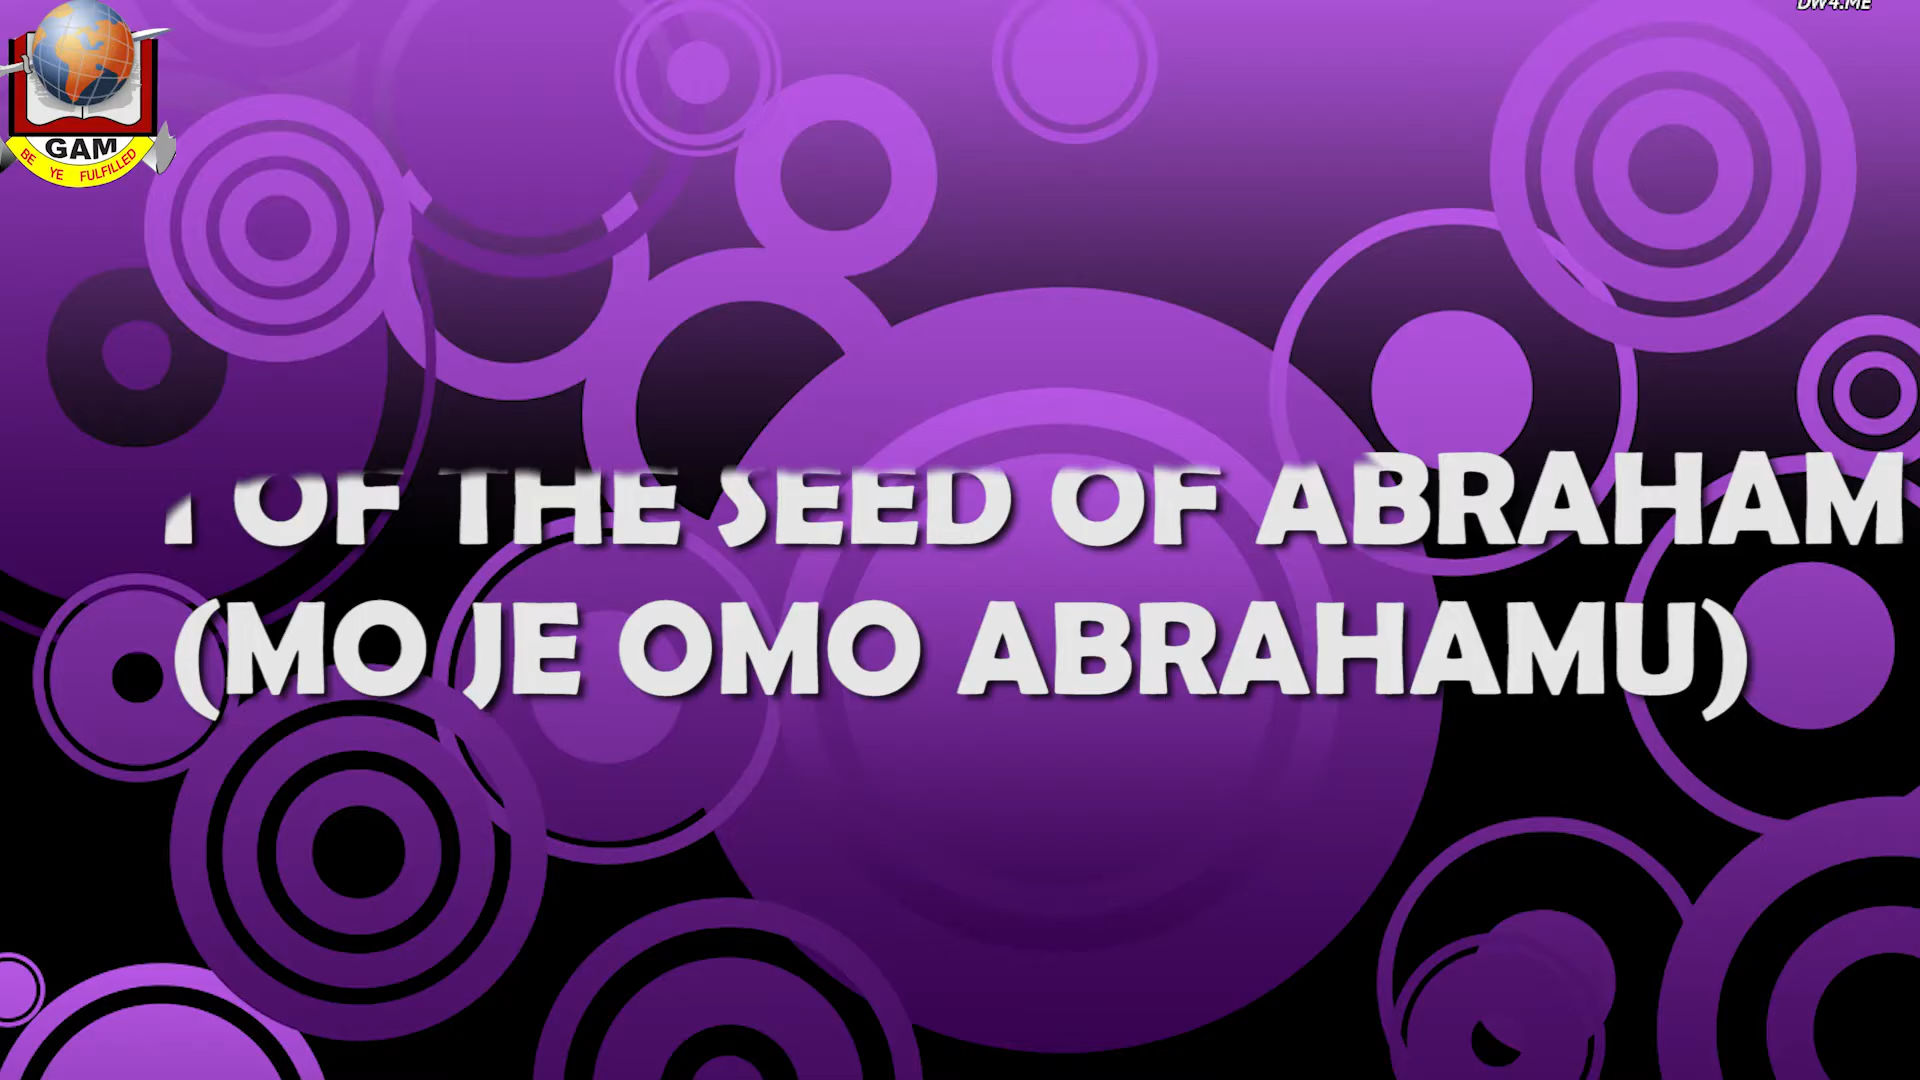 DW4.ME
GAM
BE YE FULFILLED
OF THE SEED OF ABRAHAM
(MO JE OMO ABRAHAMU)